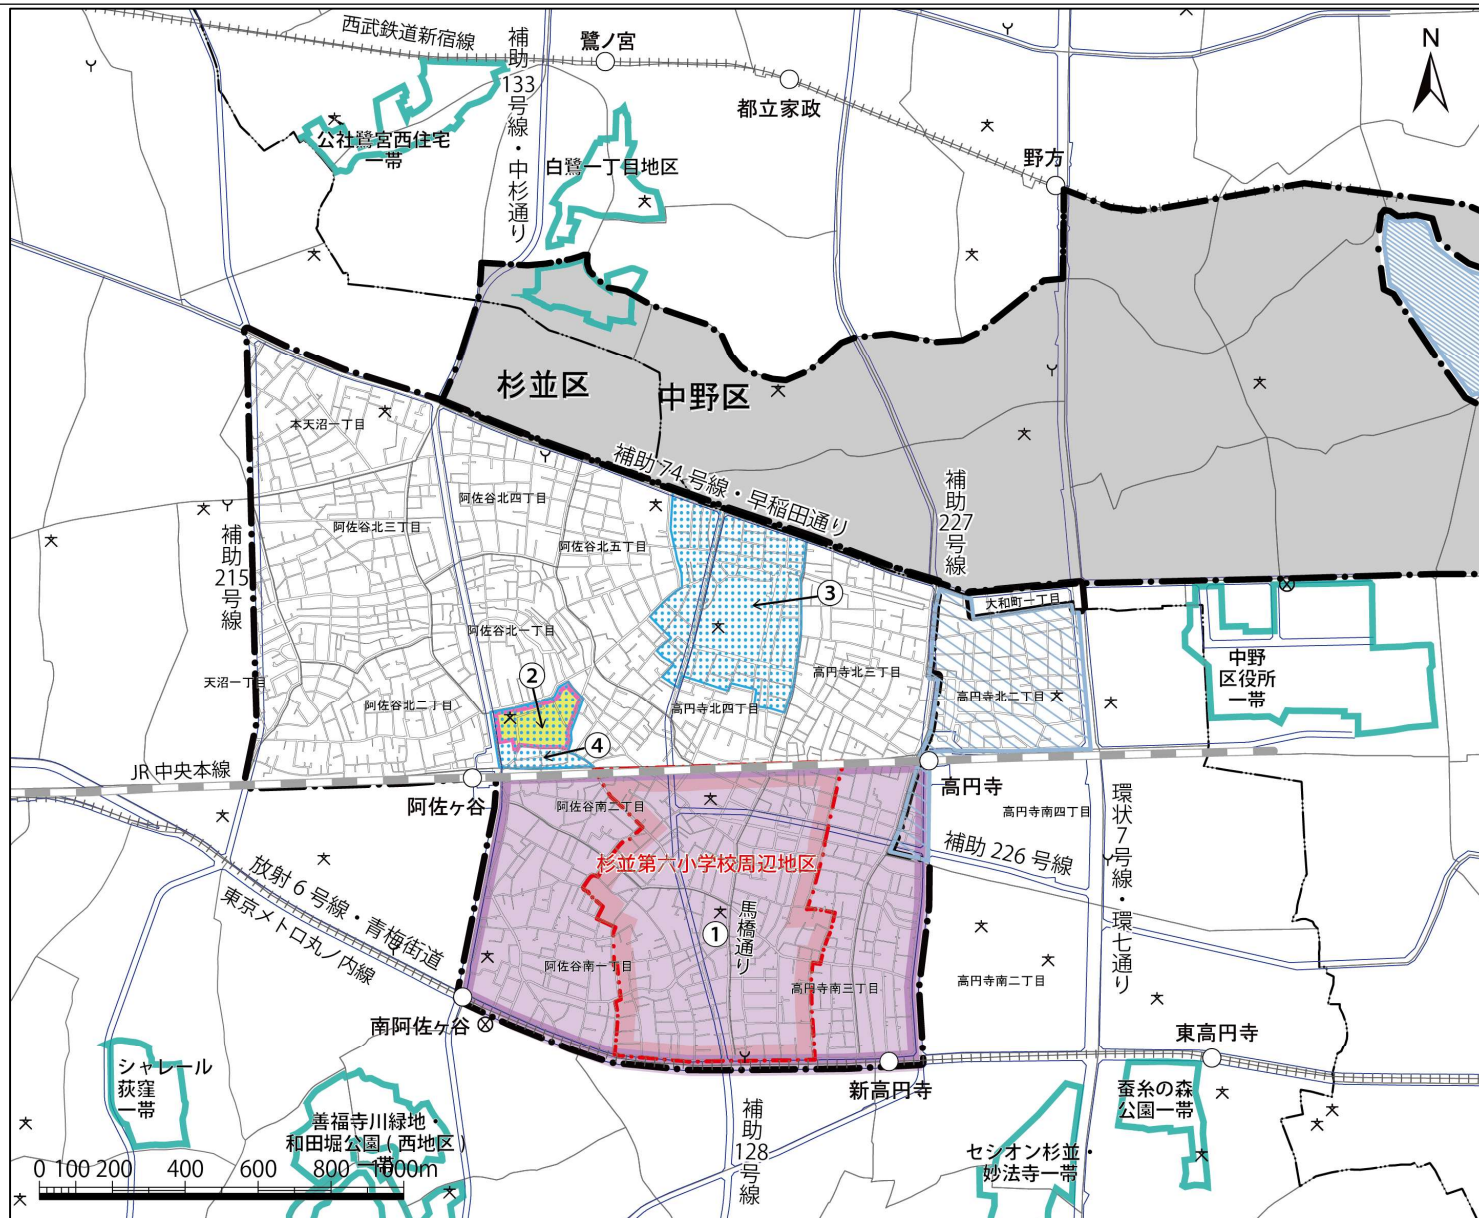 西武鉄道新宿線
補助133号線・中杉通り
鷺ノ宮
都立家政
野方
N
公社鷺宮西住宅
一帯
白鷺一丁目地区
杉並区
中野区
補助74号線・早稲田通り
補助227号線
補助215号線
本天沼一丁目
阿佐谷北四丁目
阿佐谷北三丁目
阿佐谷北五丁目
③
大和町一丁目
阿佐谷北一丁目
天沼一丁目
②
阿佐谷北二丁目
④
高円寺北三丁目
高円寺北四丁目
高円寺北二丁目
中野
区役所
一帯
JR中央本線
阿佐ヶ谷
高円寺
阿佐谷南二丁目
高円寺南四丁目
補助226号線
環状7号線・環七通り
杉並第六小学校周辺地区
①
馬橋通り
放射6号線・青梅街道
東京メトロ丸ノ内線
阿佐谷南一丁目
高円寺南三丁目
高円寺南二丁目
南阿佐ヶ谷
新高円寺
東高円寺
シャレール
荻窪
一帯
善福寺川緑地・
和田堀公園(西地区)
一帯
補助128号線
セシオン杉並・
妙法寺一帯
蚕糸の森
公園一帯
0 100 200 400 600 800 1000m